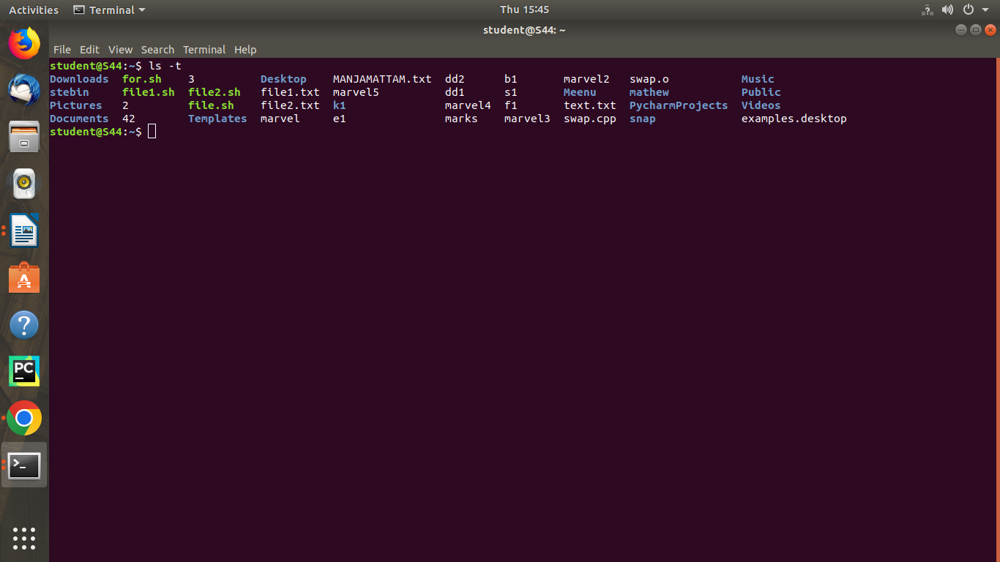 Activities Terminal Thu 15:45
student@S44: ~
File Edit View Search Terminal Help
student@S44:~$ ls -t
Downloads for.sh 3 Desktop MANJAMATTAM.txt dd2 b1 marvel2 swap.o Music
stebin file1.sh file2.sh file1.txt marvel5 dd1 s1 Meenu mathew Public
Pictures 2 file.sh file2.txt k1 marvel4 f1 text.txt PycharmProjects Videos
Documents 42 Templates marvel e1 marks marvel3 swap.cpp snap examples.desktop
student@S44:~$
?
PC